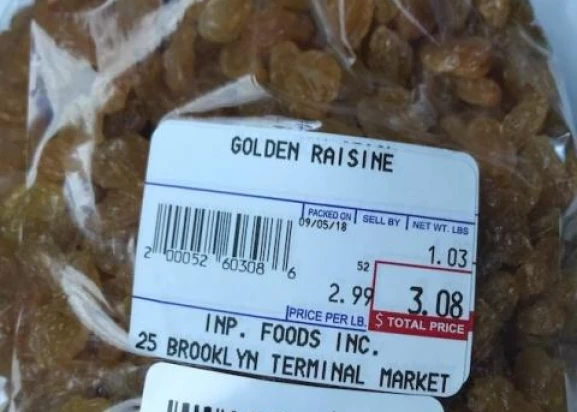 GOLDEN RAISINE
PACKED ON SELL BY NET WT. LBS
09/05/18
1.03
2 00052 60308 6
52
2.99 3.08
PRICE PER LB. $ TOTAL PRICE
INP. FOODS INC.
25 BROOKLYN TERMINAL MARKET